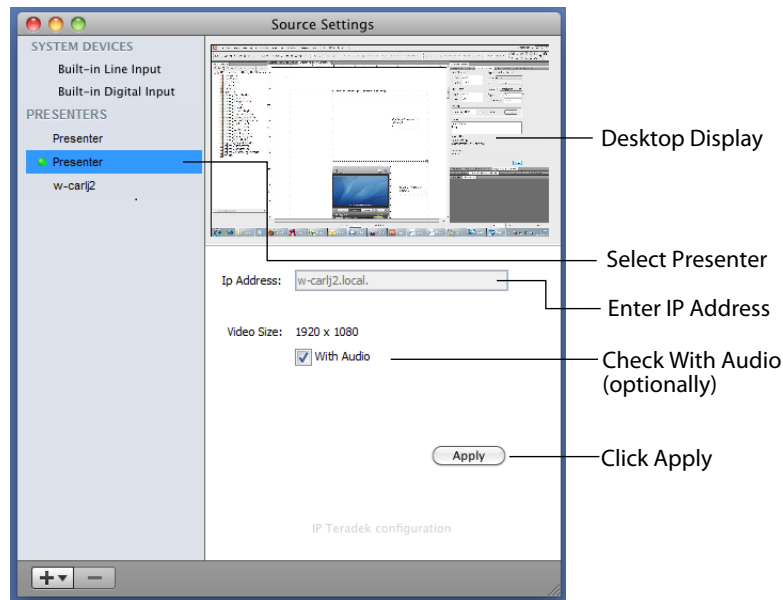 Source Settings
SYSTEM DEVICES
Built-in Line Input
Built-in Digital Input
PRESENTERS
Presenter
Presenter
w-carlj2
Desktop Display
Select Presenter
Ip Address: w-carlj2.local.
Enter IP Address
Video Size: 1920 x 1080
With Audio
Check With Audio
(optionally)
Apply
Click Apply
IP Teradek configuration